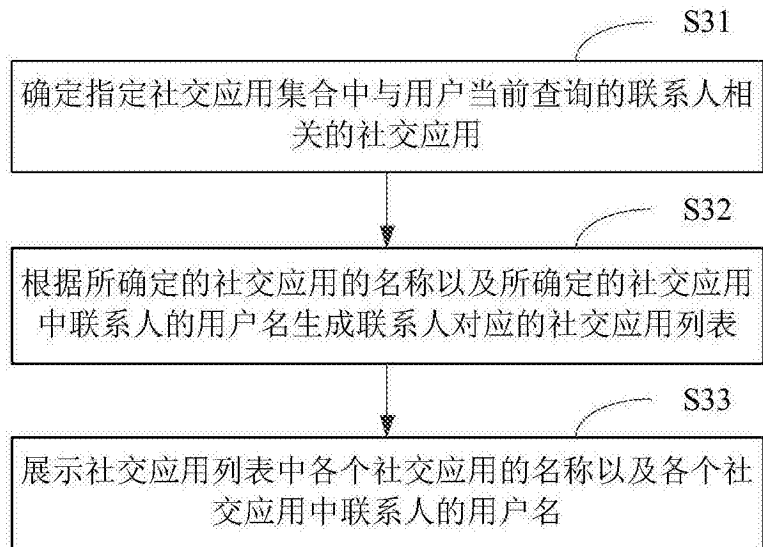 S31
确定指定社交应用集合中与用户当前查询的联系人相
关的社交应用
S32
根据所确定的社交应用的名称以及所确定的社交应用
中联系人的用户名生成联系人对应的社交应用列表
S33
展示社交应用列表中各个社交应用的名称以及各个社
交应用中联系人的用户名